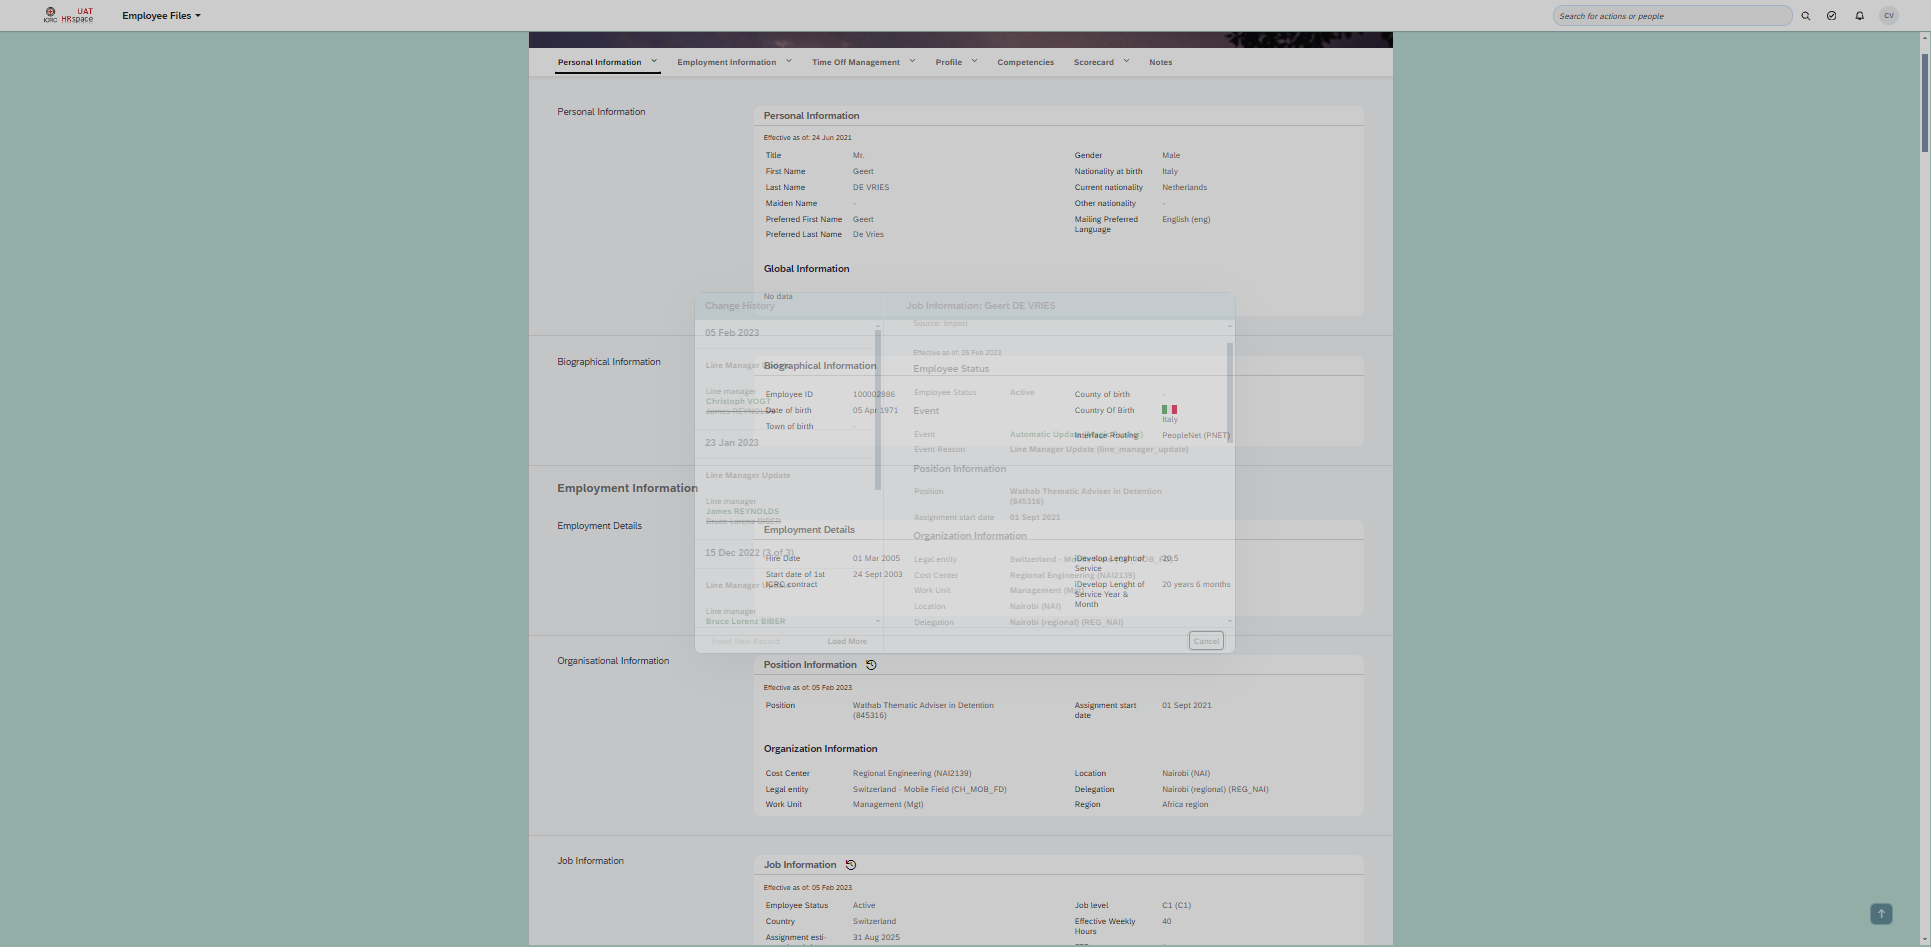 ICRC
UAT
HRspace
Employee Files
Search for actions or people
CV
Personal Information
Employment Information
Time Off Management
Profile
Competencies
Scorecard
Notes
Personal Information
Personal Information
Effective as of: 24 Jun 2021
Title Mr.
First Name Geert
Last Name DE VRIES
Maiden Name -
Preferred First Name Geert
Preferred Last Name De Vries
Gender Male
Nationality at birth Italy
Current nationality Netherlands
Other nationality -
Mailing Preferred
Language
English (eng)
Global Information
No data
Biographical Information
Biographical Information
Employee ID 100002886
Date of birth 05 Apr 1971
Town of birth -
County of birth -
Country Of Birth
Italy
Interface Routing PeopleNet (PNET)
Employment Information
Employment Details
Employment Details
Hire Date 01 Mar 2005
Start date of 1st
ICRC contract
24 Sept 2003
iDevelop Lenght of
Service
20.5
iDevelop Lenght of
Service Year &
Month
20 years 6 months
Change History
05 Feb 2023
Line Manager Update
Line manager
Christoph VOGT
James REYNOLDS
23 Jan 2023
Line Manager Update
Line manager
James REYNOLDS
Bruce Lorenz BIBER
15 Dec 2022 (3 of 3)
Line Manager Update
Line manager
Bruce Lorenz BIBER
Insert New Record
Load More
Job Information: Geert DE VRIES
Source: Import
Effective as of: 05 Feb 2023
Employee Status
Employee Status Active
Event
Event Automatic Update
Event Reason Line Manager Update (line_manager_update)
Position Information
Position Wathab Thematic Adviser in Detention
(845316)
Assignment start date 01 Sept 2021
Organization Information
Legal entity Switzerland -
Cost Center Regional Engineering (NAI2139)
Work Unit Management (Mgt)
Location Nairobi (NAI)
Delegation Nairobi (regional) (REG_NAI)
Cancel
Organisational Information
Position Information
Effective as of: 05 Feb 2023
Position Wathab Thematic Adviser in Detention
(845316)
Assignment start
date
01 Sept 2021
Organization Information
Cost Center Regional Engineering (NAI2139)
Legal entity Switzerland - Mobile Field (CH_MOB_FD)
Work Unit Management (Mgt)
Location Nairobi (NAI)
Delegation Nairobi (regional) (REG_NAI)
Region Africa region
Job Information
Job Information
Effective as of: 05 Feb 2023
Employee Status Active
Country Switzerland
Assignment esti-
31 Aug 2025
Job level C1 (C1)
Effective Weekly
Hours
40